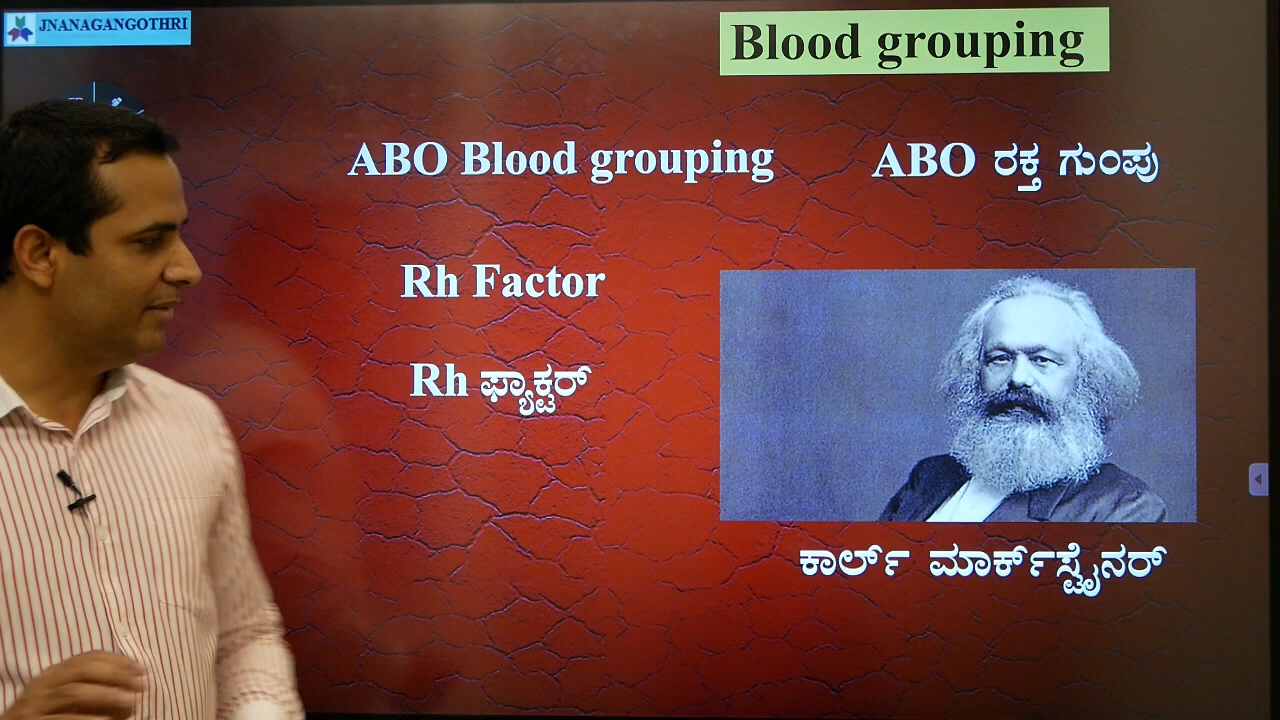 JNANAGANGOTHRI
Blood grouping
ABO Blood grouping
ABO ರಕ್ತ ಗುಂಪು
Rh Factor
Rh ಫ್ಯಾಕ್ಟರ್
ಕಾರ್ಲ್ ಮಾರ್ಕ್‌ಸ್ಟೈನರ್